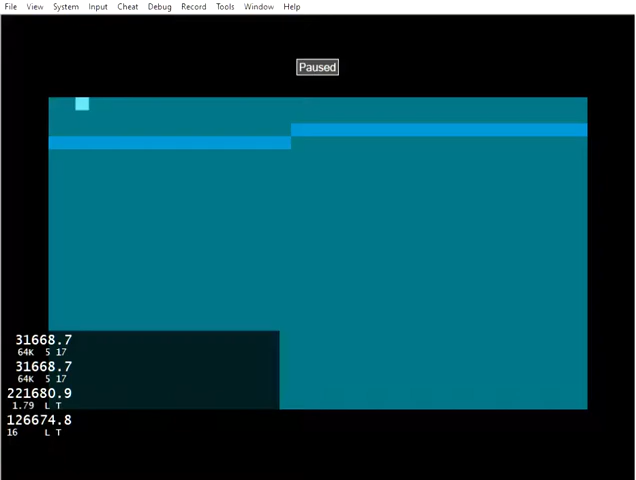 File View System Input Cheat Debug Record Tools Window Help
Paused
31668.7
64K 5 17
31668.7
64K 5 17
221680.9
1.79 L T
126674.8
16 L T